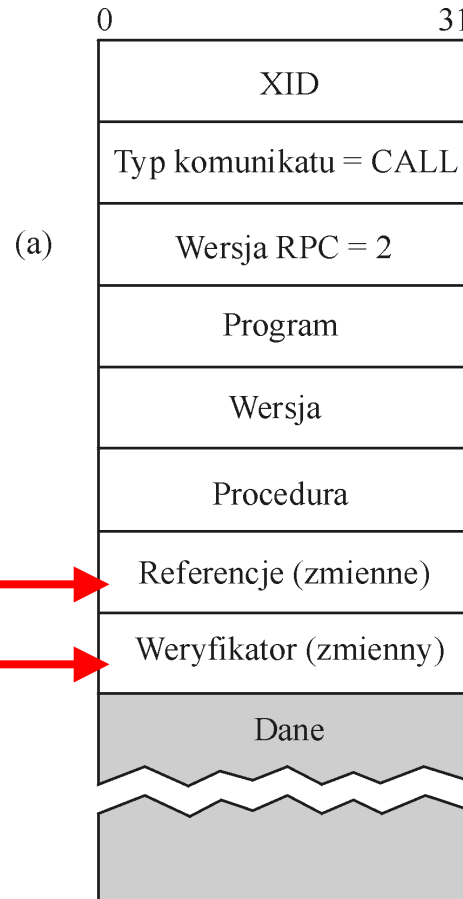 0 31
XID
Typ komunikatu = CALL
(a)
Wersja RPC = 2
Program
Wersja
Procedura
Referencje (zmienne)
Weryfikator (zmienny)
Dane